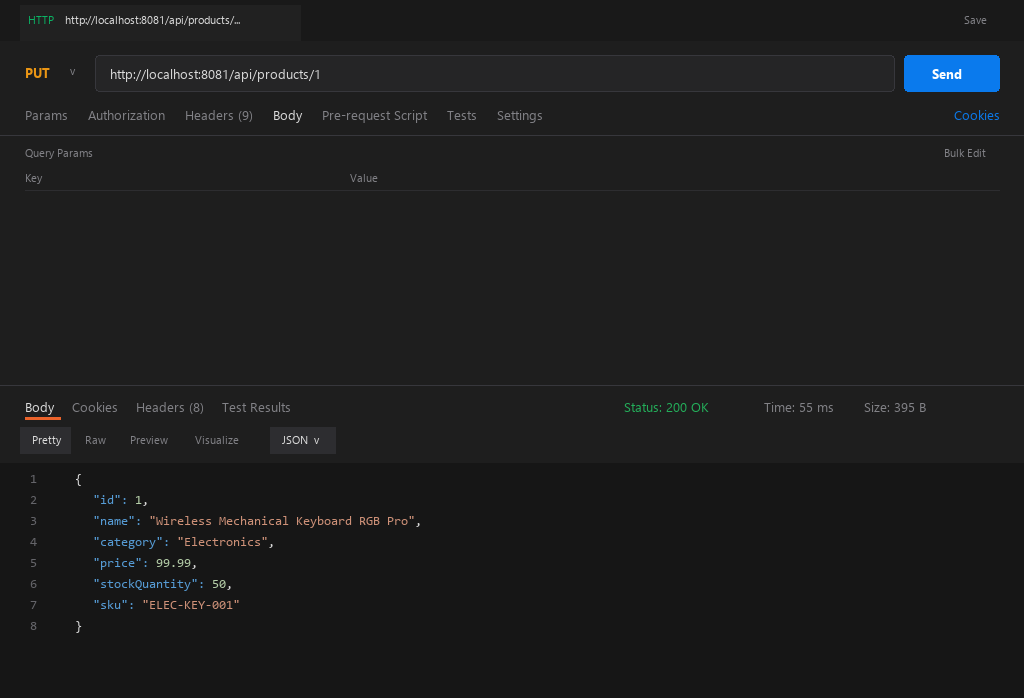 HTTP http://localhost:8081/api/products/... Save
PUT v http://localhost:8081/api/products/1 Send
Params Authorization Headers (9) Body Pre-request Script Tests Settings Cookies
Query Params Bulk Edit
Key Value
Body Cookies Headers (8) Test Results Status: 200 OK Time: 55 ms Size: 395 B
Pretty Raw Preview Visualize JSON v
1 {
2 "id": 1,
3 "name": "Wireless Mechanical Keyboard RGB Pro",
4 "category": "Electronics",
5 "price": 99.99,
6 "stockQuantity": 50,
7 "sku": "ELEC-KEY-001"
8 }